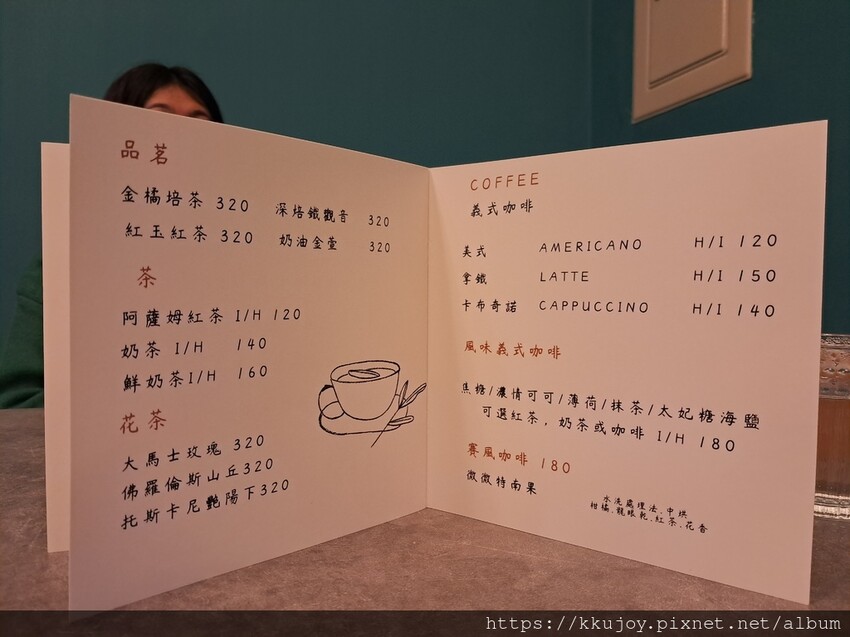 品茗
金橘培茶 320 深焙鐵觀音 320
紅玉紅茶 320 奶油金萱 320
茶
阿薩姆紅茶 I/H 120
奶茶 I/H 140
鮮奶茶I/H 160
花茶
大馬士玫瑰 320
佛羅倫斯山丘320
托斯卡尼艷陽下320
COFFEE
義式咖啡
美式 AMERICANO H/I 120
拿鐵 LATTE H/I 150
卡布奇諾 CAPPUCCINO H/I 140
風味義式咖啡
焦糖/濃情可可/薄荷/抹茶/太妃糖海鹽
可選紅茶，奶茶或咖啡 I/H 180
賽風咖啡 180
微微特南果
水洗處理法、中烘
柑橘、龍眼乾、紅茶、花香
https://kkujoy.pixnet.net/album